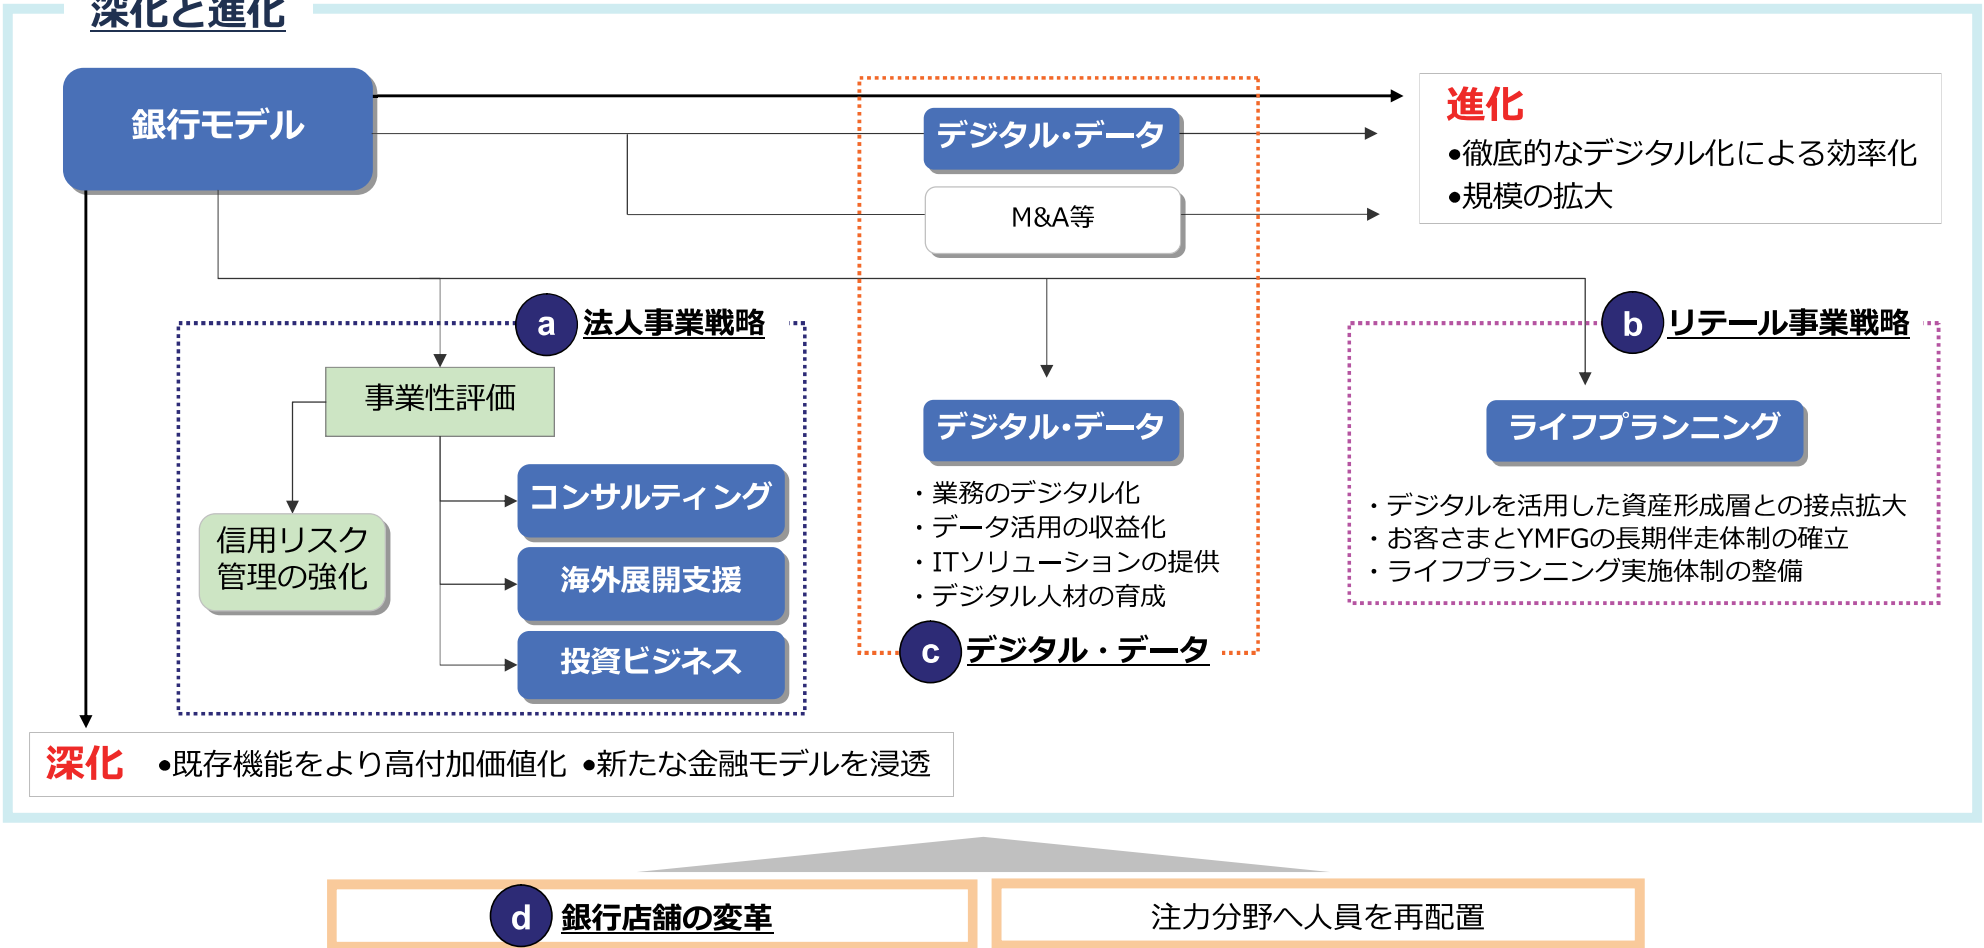 深化と進化
銀行モデル
デジタル・データ
M&A等
進化
●徹底的なデジタル化による効率化
●規模の拡大
a 法人事業戦略
事業性評価
信用リスク
管理の強化
コンサルティング
海外展開支援
投資ビジネス
デジタル・データ
・業務のデジタル化
・データ活用の収益化
・ITソリューションの提供
・デジタル人材の育成
c デジタル・データ
b リテール事業戦略
ライフプランニング
・デジタルを活用した資産形成層との接点拡大
・お客さまとYMFGの長期伴走体制の確立
・ライフプランニング実施体制の整備
深化 ●既存機能をより高付加価値化 ●新たな金融モデルを浸透
d 銀行店舗の変革
注力分野へ人員を再配置